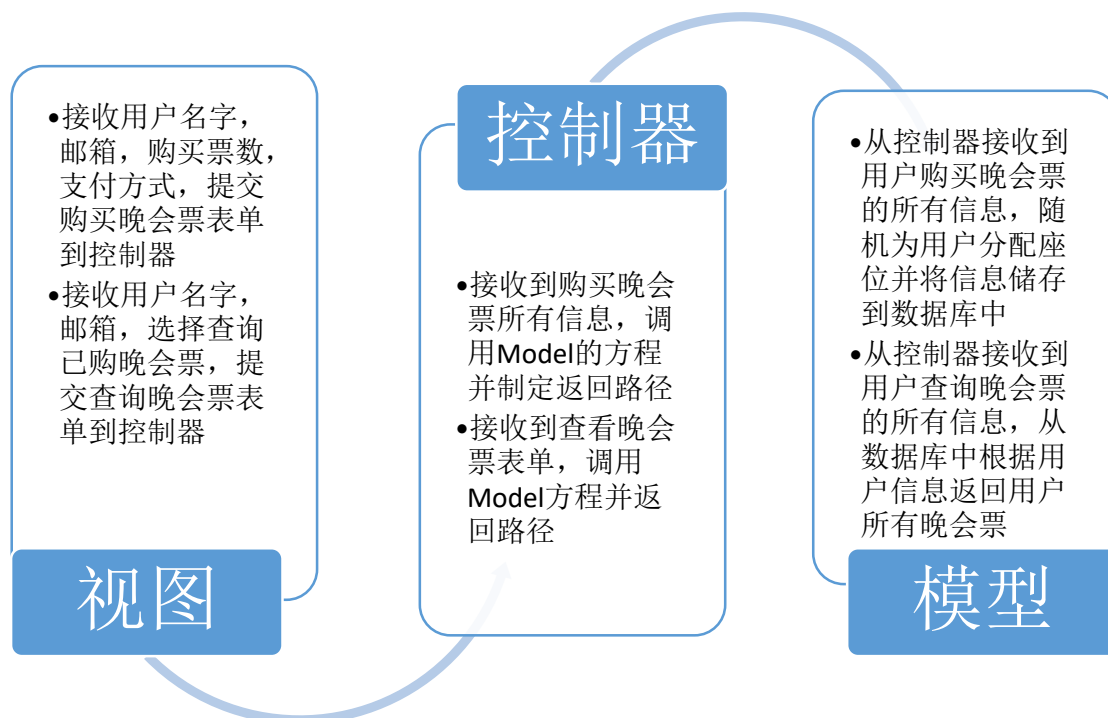 •接收用户名字，
邮箱，购买票数，
支付方式，提交
购买晚会票表单
到控制器
•接收用户名字，
邮箱，选择查询
已购晚会票，提
交查询晚会票表
单到控制器
视图
控制器
•接收到购买晚会
票所有信息，调
用Model的方程
并制定返回路径
•接收到查看晚会
票表单，调用
Model方程并返
回路径
•从控制器接收到
用户购买晚会票
的所有信息，随
机为用户分配座
位并将信息储存
到数据库中
•从控制器接收到
用户查询晚会票
的所有信息，从
数据库中根据用
户信息返回用户
所有晚会票
模型